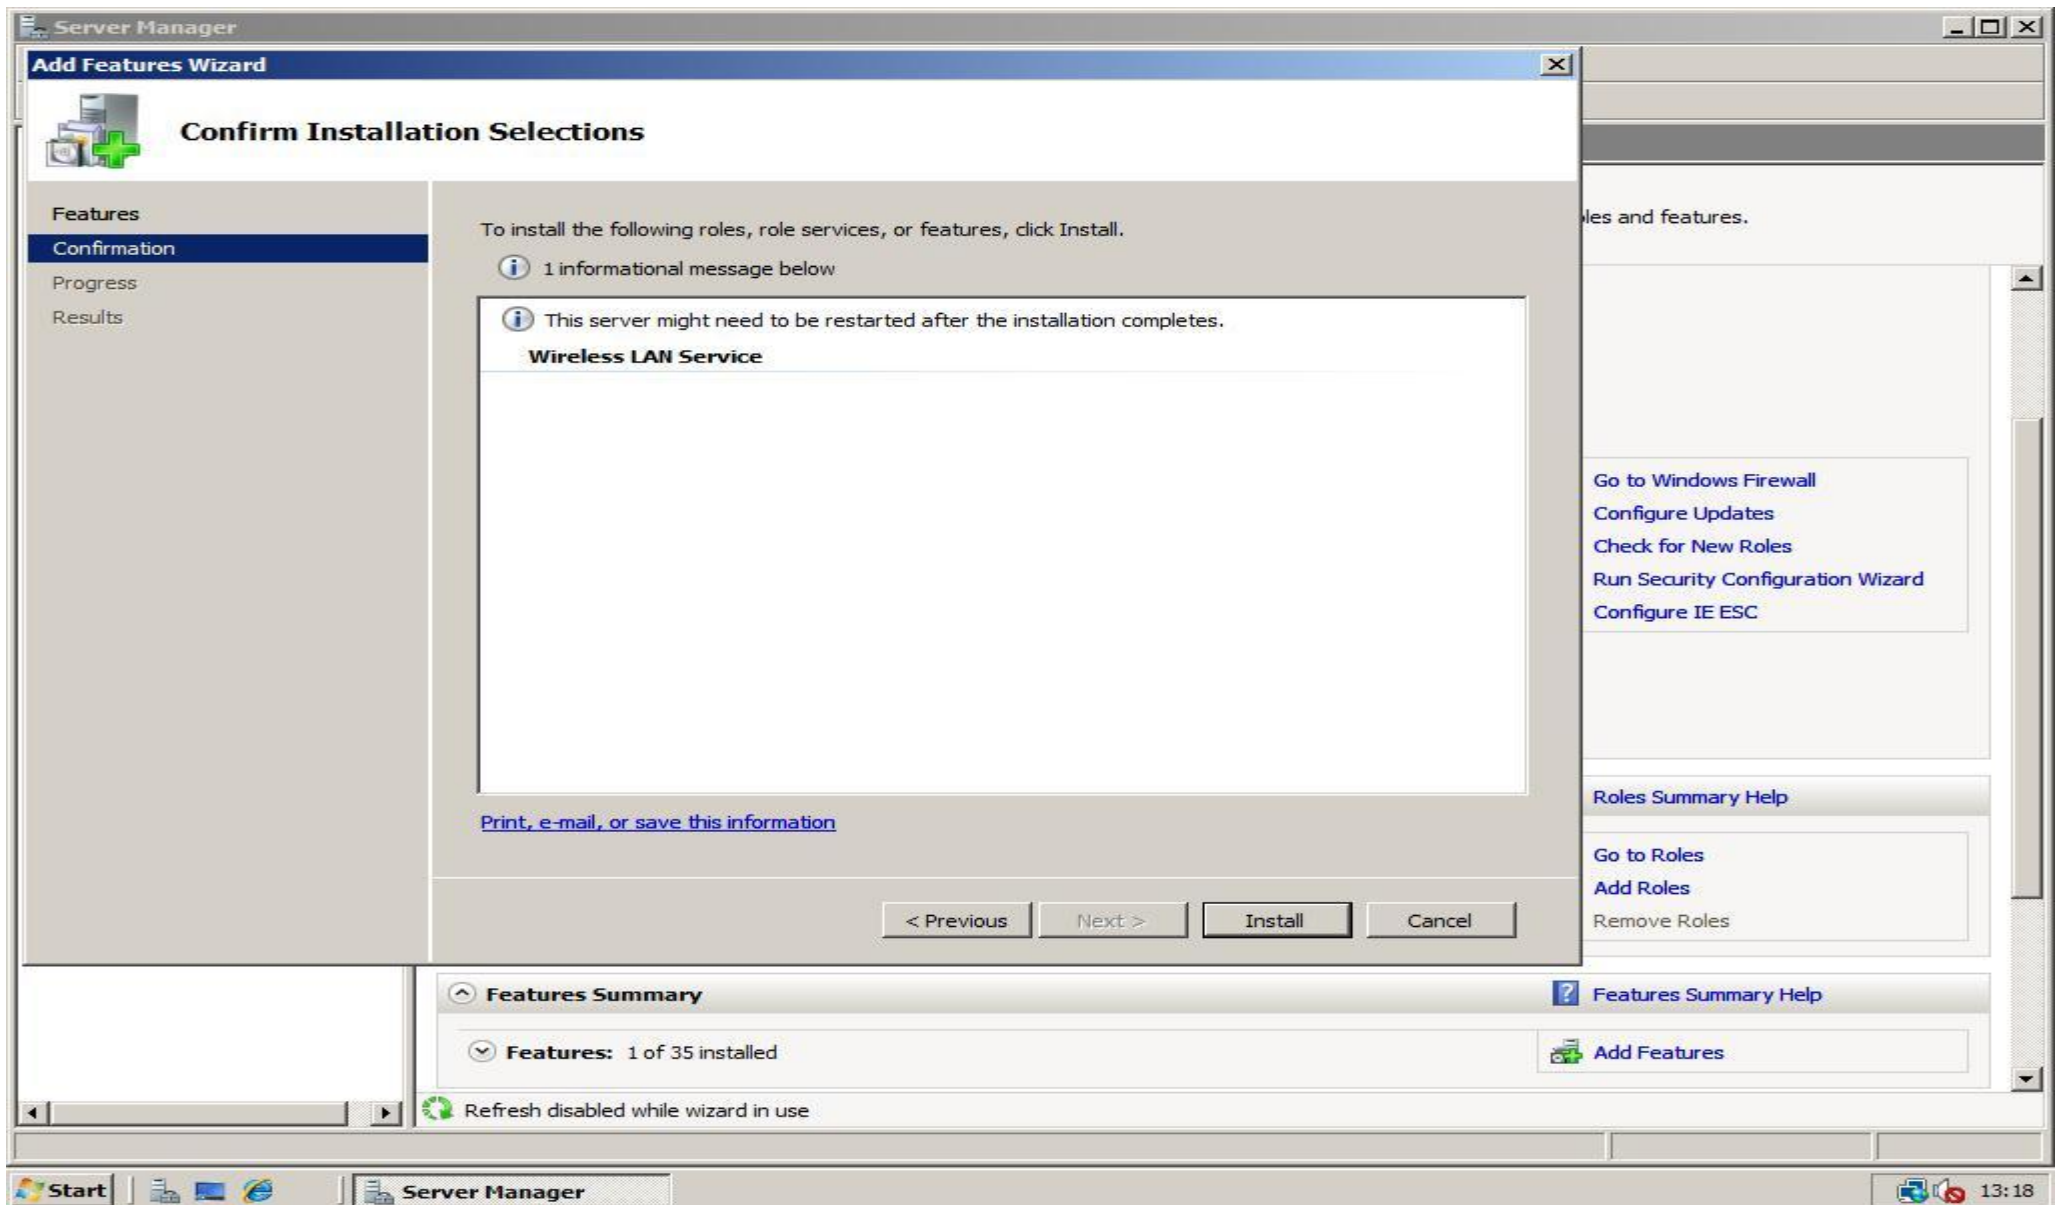 Server Manager
Add Features Wizard
Confirm Installation Selections
Features
Confirmation
Progress
Results
To install the following roles, role services, or features, click Install.
1 informational message below
This server might need to be restarted after the installation completes.
Wireless LAN Service
Print, e-mail, or save this information
< Previous
Next >
Install
Cancel
les and features.
Go to Windows Firewall
Configure Updates
Check for New Roles
Run Security Configuration Wizard
Configure IE ESC
Roles Summary Help
Go to Roles
Add Roles
Remove Roles
Features Summary
Features Summary Help
Features: 1 of 35 installed
Add Features
Refresh disabled while wizard in use
Start
Server Manager
13:18